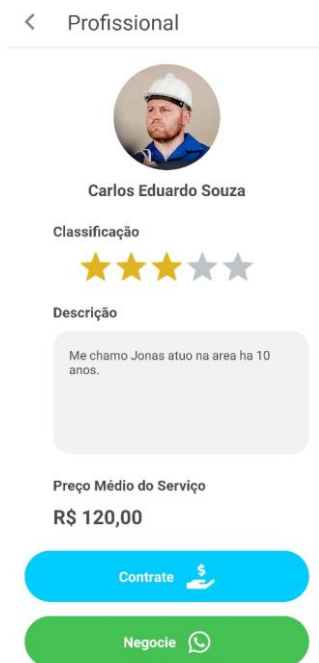 Profissional
Carlos Eduardo Souza
Classificação
Descrição
Me chamo Jonas atuo na area ha 10
anos.
Preço Médio do Serviço
R$ 120,00
Contrate
Negocie